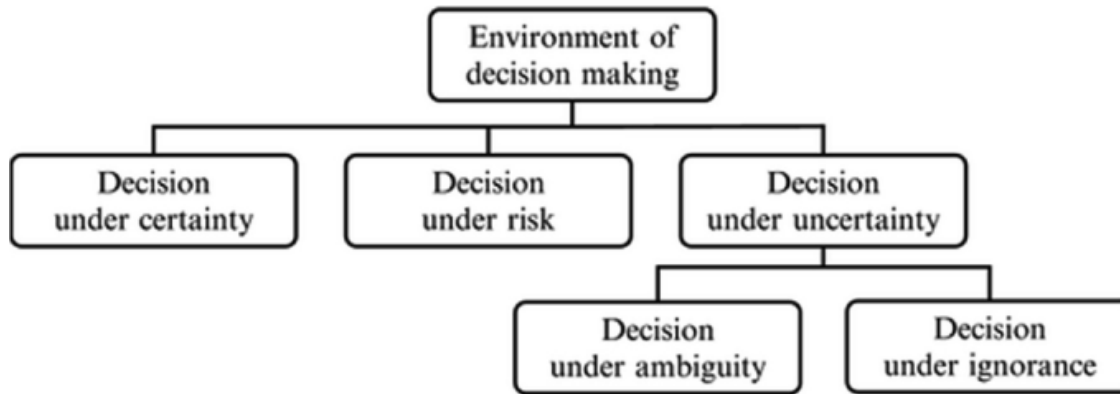 Environment of
decision making
Decision
under certainty
Decision
under risk
Decision
under uncertainty
Decision
under ambiguity
Decision
under ignorance